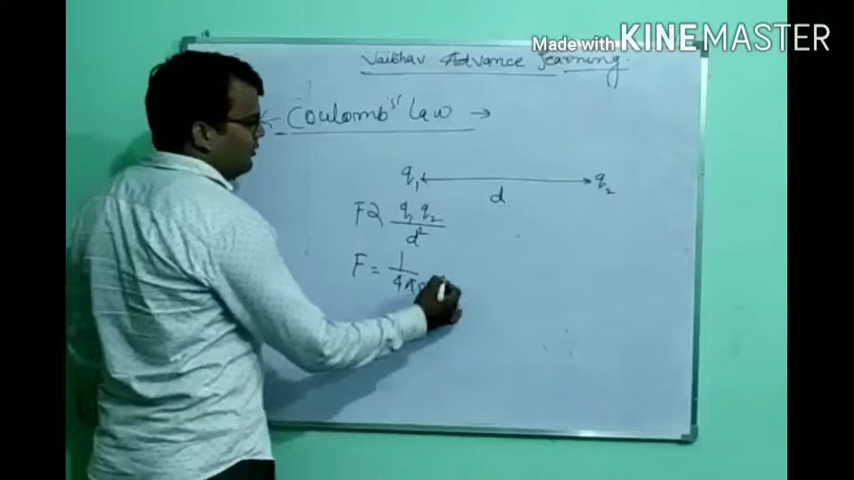 Made with KINEMASTER
Vaibhav Advance Learning.
← Coulomb's law →
q₁ ↔ q₂
d
F∝ q₁ q₂ / d²
F = 1 / 4π